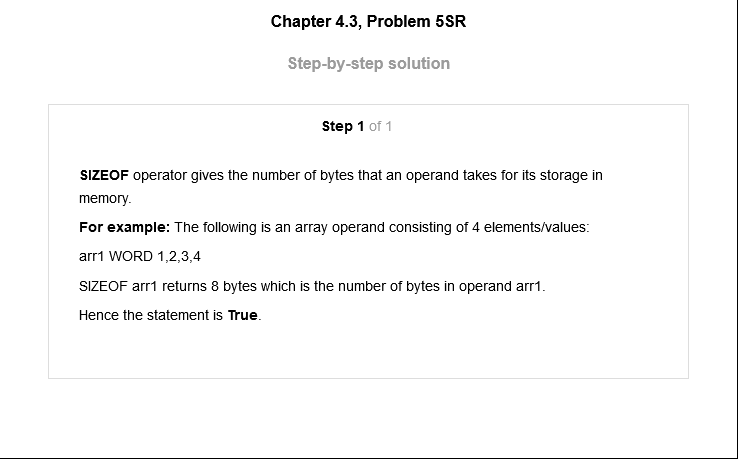 Chapter 4.3, Problem 5SR
Step-by-step solution
Step 1 of 1
SIZEOF operator gives the number of bytes that an operand takes for its storage in
memory.
For example: The following is an array operand consisting of 4 elements/values:
arr1 WORD 1,2,3,4
SIZEOF arr1 returns 8 bytes which is the number of bytes in operand arr1.
Hence the statement is True.